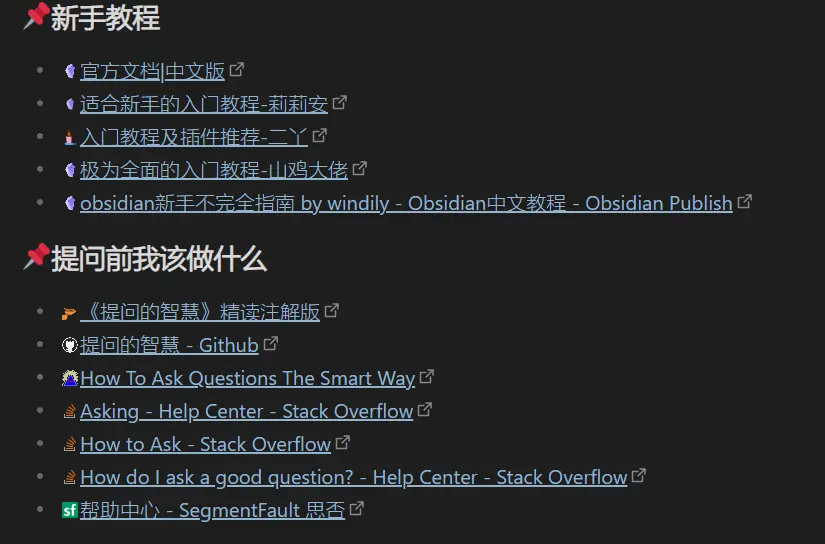 📌新手教程
官方文档|中文版
适合新手的入门教程-莉莉安
入门教程及插件推荐-二丫
极为全面的入门教程-山鸡大佬
obsidian新手不完全指南 by windily - Obsidian中文教程 - Obsidian Publish
📌提问前我该做什么
《提问的智慧》精读注解版
提问的智慧 - Github
How To Ask Questions The Smart Way
Asking - Help Center - Stack Overflow
How to Ask - Stack Overflow
How do I ask a good question? - Help Center - Stack Overflow
sf 帮助中心 - SegmentFault 思否